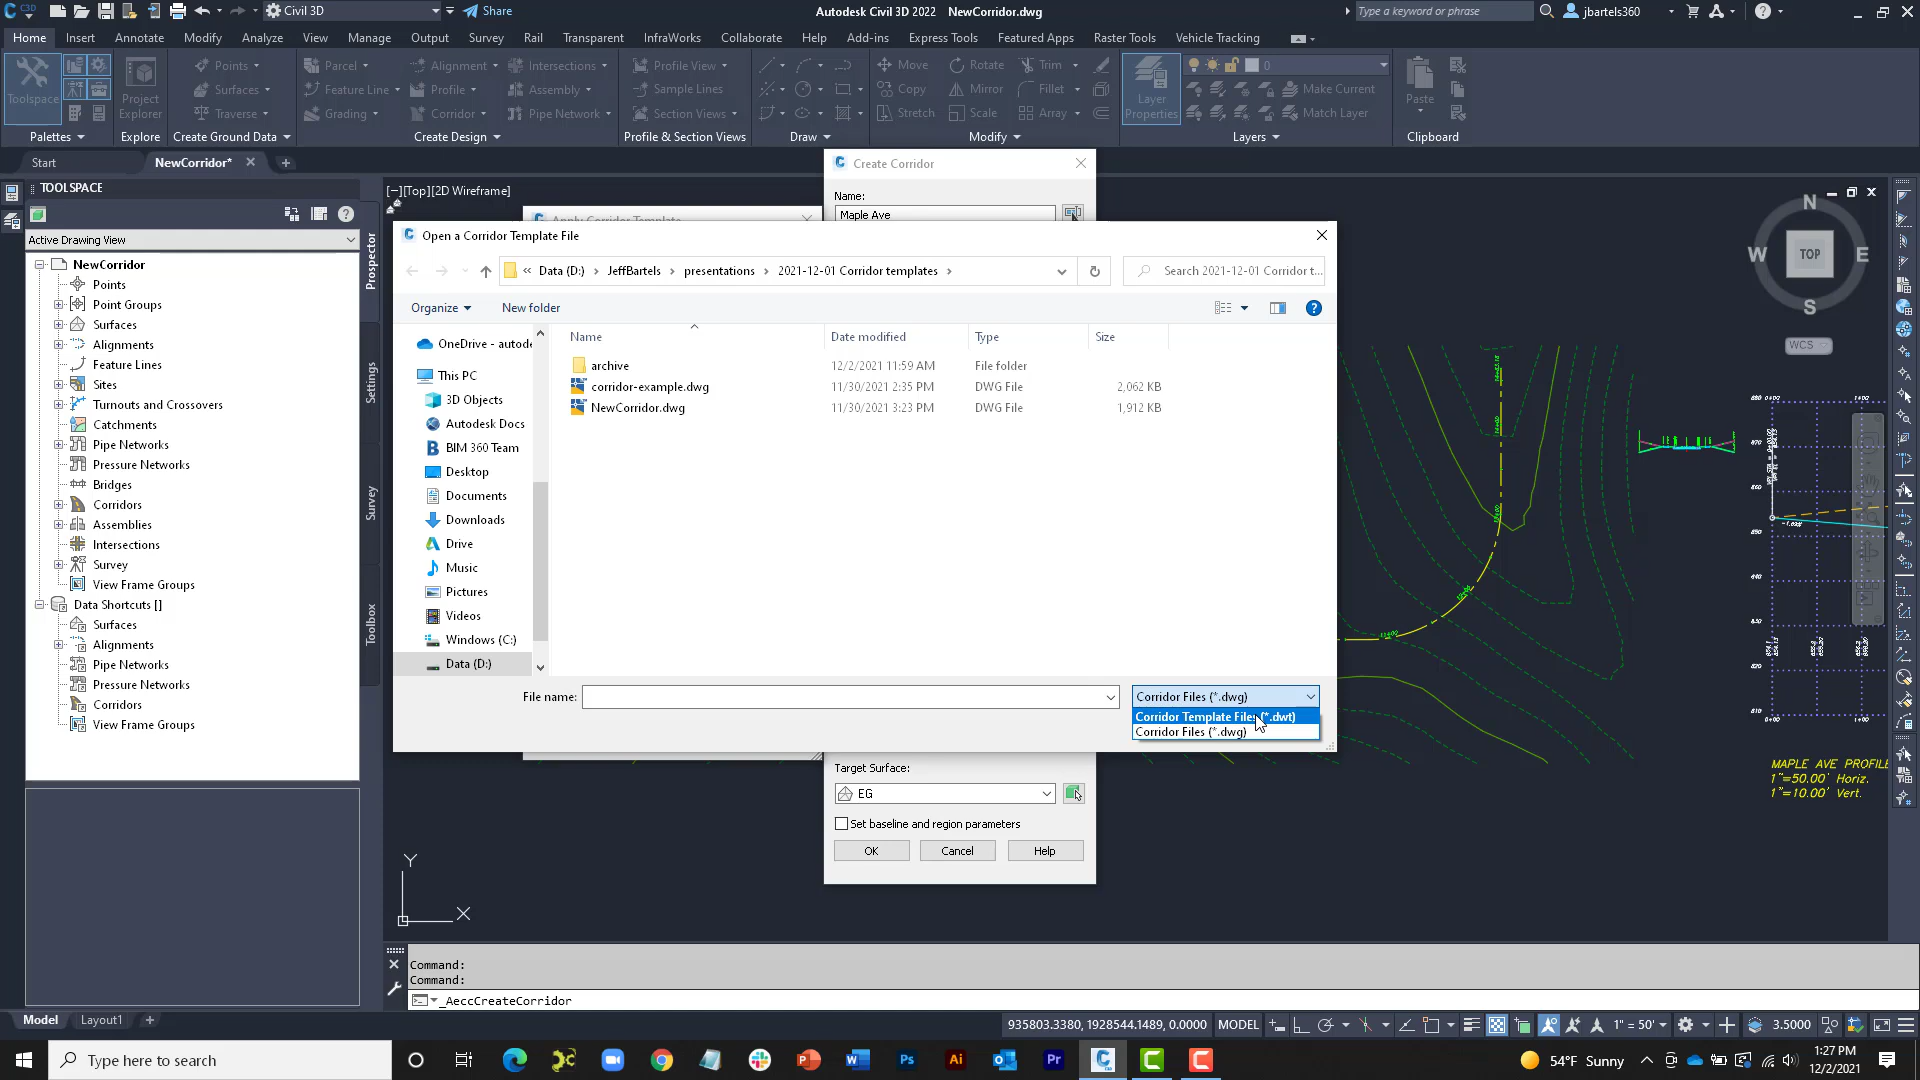 Civil 3D
Share
Autodesk Civil 3D 2022 NewCorridor.dwg
Type a keyword or phrase
jbartels360
Home Insert Annotate Modify Analyze View Manage Output Survey Rail Transparent InfraWorks Collaborate Help Add-ins Express Tools Featured Apps Raster Tools Vehicle Tracking
Toolspace
Palettes
Project Explorer
Explore
Points
Surfaces
Traverse
Create Ground Data
Parcel
Feature Line
Grading
Alignment
Profile
Corridor
Intersections
Assembly
Pipe Network
Create Design
Profile View
Sample Lines
Section Views
Profile & Section Views
Draw
Move
Copy
Stretch
Rotate
Mirror
Scale
Trim
Fillet
Array
Modify
Layer Properties
0
Make Current
Match Layer
Layers
Paste
Clipboard
Start
NewCorridor*
TOOLSPACE
Active Drawing View
NewCorridor
Points
Point Groups
Surfaces
Alignments
Feature Lines
Sites
Turnouts and Crossovers
Catchments
Pipe Networks
Pressure Networks
Bridges
Corridors
Assemblies
Intersections
Survey
View Frame Groups
Data Shortcuts []
Surfaces
Alignments
Pipe Networks
Pressure Networks
Corridors
View Frame Groups
Prospector
Settings
Survey
Toolbox
[−][Top][2D Wireframe]
Apply Corridor Template
Create Corridor
Name:
Maple Ave
Open a Corridor Template File
« Data (D:) › JeffBartels › presentations › 2021-12-01 Corridor templates ›
Search 2021-12-01 Corridor t...
Organize
New folder
OneDrive - autode
This PC
3D Objects
Autodesk Docs
BIM 360 Team
Desktop
Documents
Downloads
Drive
Music
Pictures
Videos
Windows (C:)
Data (D:)
Name Date modified Type Size
archive 12/2/2021 11:59 AM File folder
corridor-example.dwg 11/30/2021 2:35 PM DWG File 2,062 KB
NewCorridor.dwg 11/30/2021 3:23 PM DWG File 1,912 KB
File name:
Corridor Files (*.dwg)
Corridor Template Files (*.dwt)
Corridor Files (*.dwg)
Target Surface:
EG
Set baseline and region parameters
OK
Cancel
Help
N
W
TOP
E
S
WCS
MAPLE AVE PROFILE
1"=50.00' Horiz.
1"=10.00' Vert.
Y
X
Command:
Command:
_AeccCreateCorridor
Model
Layout1
935803.3380, 1928544.1489, 0.0000
MODEL
1" = 50'
3.5000
Type here to search
54°F Sunny
1:27 PM
12/2/2021